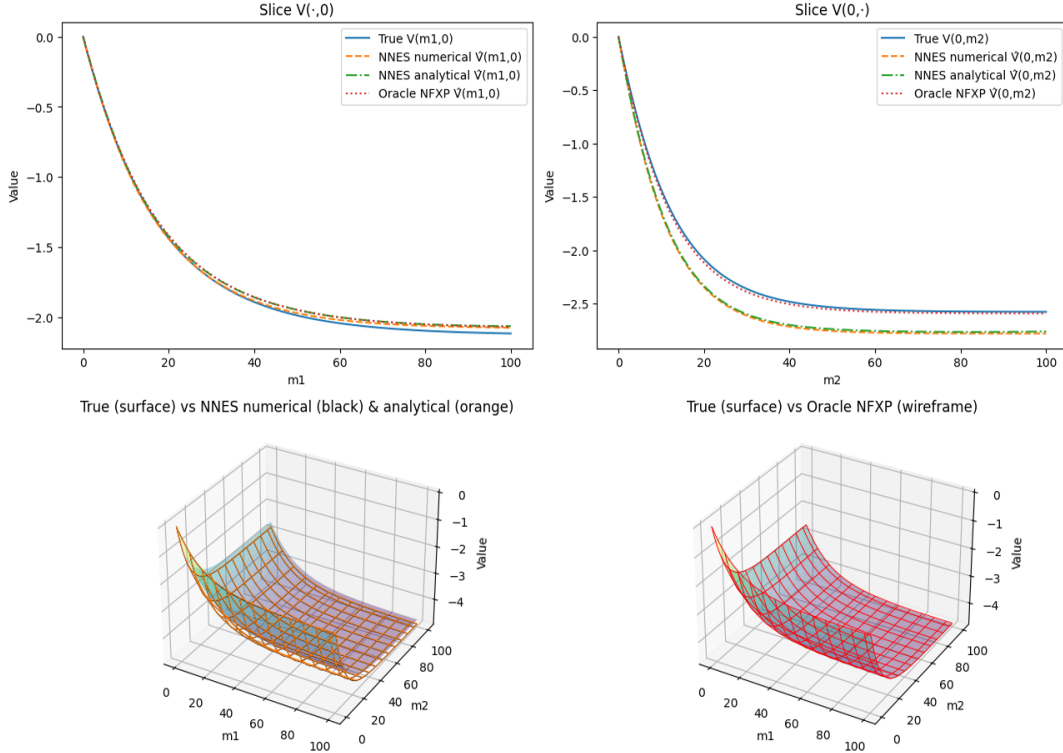 Slice V(·,0)
0.0
−0.5
−1.0
−1.5
−2.0
Value
True V(m1,0)
NNES numerical V̂(m1,0)
NNES analytical V̂(m1,0)
Oracle NFXP V̂(m1,0)
0 20 40 60 80 100
m1
Slice V(0,·)
0.0
−0.5
−1.0
−1.5
−2.0
−2.5
Value
True V(0,m2)
NNES numerical V̂(0,m2)
NNES analytical V̂(0,m2)
Oracle NFXP V̂(0,m2)
0 20 40 60 80 100
m2
True (surface) vs NNES numerical (black) & analytical (orange)
0
−1
−2
−3
−4
Value
0 20 40 60 80 100
m1
0 20 40 60 80 100
m2
True (surface) vs Oracle NFXP (wireframe)
0
−1
−2
−3
−4
Value
0 20 40 60 80 100
m1
0 20 40 60 80 100
m2